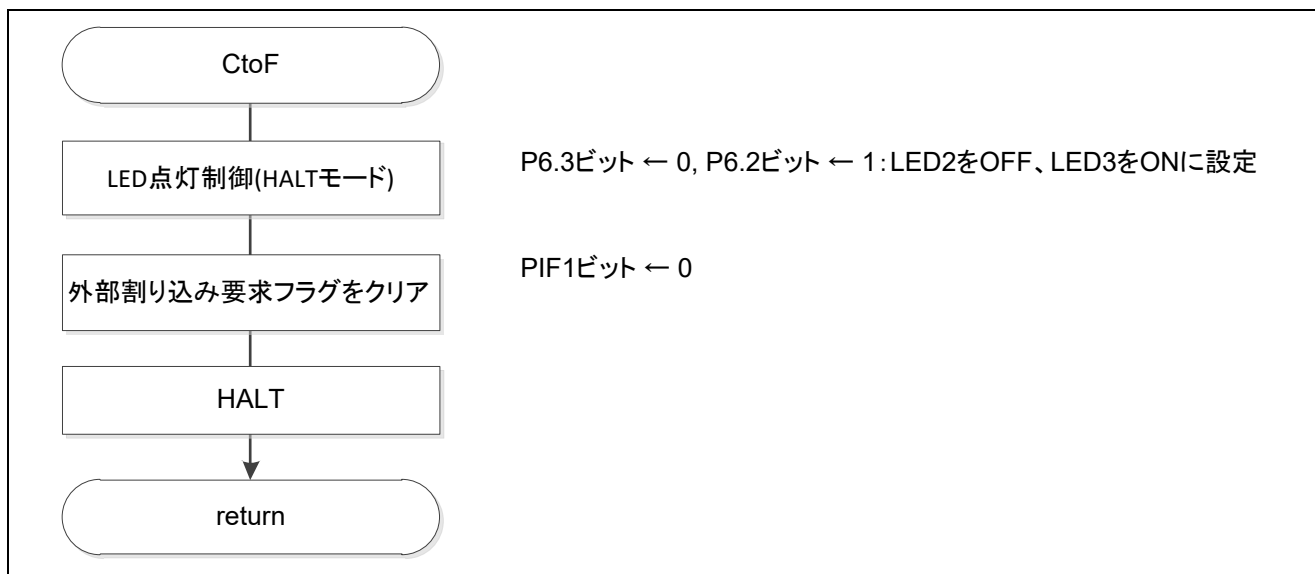 CtoF
LED点灯制御(HALTモード)
P6.3ビット ← 0, P6.2ビット ← 1：LED2をOFF、LED3をONに設定
外部割り込み要求フラグをクリア
PIF1ビット ← 0
HALT
return